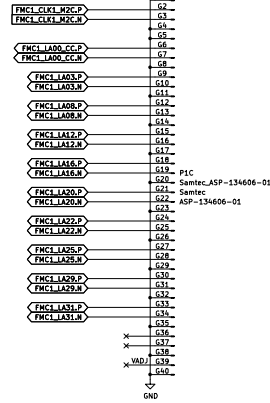 FMC1_CLK1_M2C.P G2
FMC1_CLK1_M2C.N G3
G4
G5
FMC1_LA00_CC.P G6
FMC1_LA00_CC.N G7
G8
FMC1_LA03.P G9
FMC1_LA03.N G10
G11
FMC1_LA08.P G12
FMC1_LA08.N G13
G14
FMC1_LA12.P G15
FMC1_LA12.N G16
G17
FMC1_LA16.P G18
FMC1_LA16.N G19 P1C
G20 Samtec_ASP-134606-01
FMC1_LA20.P G21 Samtec
FMC1_LA20.N G22 ASP-134606-01
G23
FMC1_LA22.P G24
FMC1_LA22.N G25
G26
FMC1_LA25.P G27
FMC1_LA25.N G28
G29
FMC1_LA29.P G30
FMC1_LA29.N G31
G32
FMC1_LA31.P G33
FMC1_LA31.N G34
G35
G36
G37
G38
VADJ G39
G40
GND